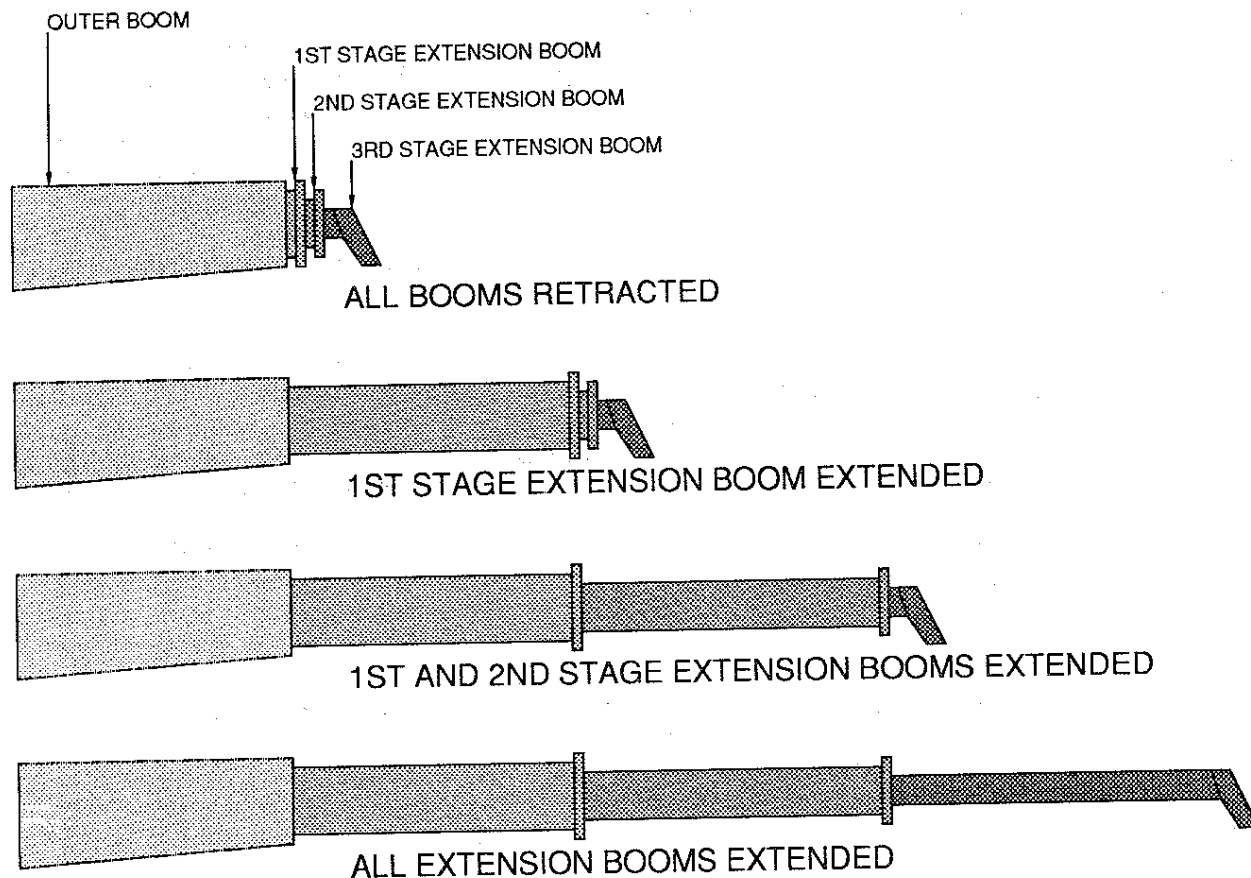 OUTER BOOM
1ST STAGE EXTENSION BOOM
2ND STAGE EXTENSION BOOM
3RD STAGE EXTENSION BOOM
ALL BOOMS RETRACTED
1ST STAGE EXTENSION BOOM EXTENDED
1ST AND 2ND STAGE EXTENSION BOOMS EXTENDED
ALL EXTENSION BOOMS EXTENDED